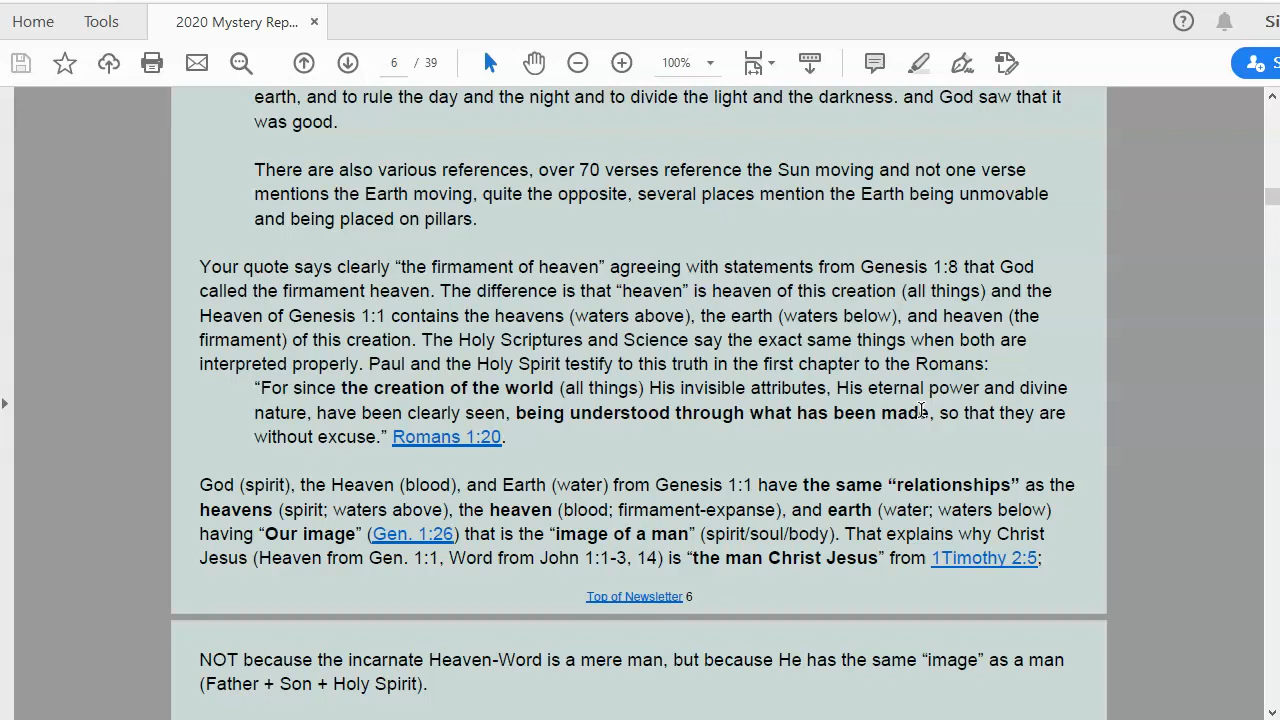 Home Tools 2020 Mystery Rep... × Si
6 / 39 100% S
earth, and to rule the day and the night and to divide the light and the darkness. and God saw that it
was good.
There are also various references, over 70 verses reference the Sun moving and not one verse
mentions the Earth moving, quite the opposite, several places mention the Earth being unmovable
and being placed on pillars.
Your quote says clearly “the firmament of heaven” agreeing with statements from Genesis 1:8 that God
called the firmament heaven. The difference is that “heaven” is heaven of this creation (all things) and the
Heaven of Genesis 1:1 contains the heavens (waters above), the earth (waters below), and heaven (the
firmament) of this creation. The Holy Scriptures and Science say the exact same things when both are
interpreted properly. Paul and the Holy Spirit testify to this truth in the first chapter to the Romans:
“For since the creation of the world (all things) His invisible attributes, His eternal power and divine
nature, have been clearly seen, being understood through what has been made, so that they are
without excuse.” Romans 1:20.
God (spirit), the Heaven (blood), and Earth (water) from Genesis 1:1 have the same “relationships” as the
heavens (spirit; waters above), the heaven (blood; firmament-expanse), and earth (water; waters below)
having “Our image” (Gen. 1:26) that is the “image of a man” (spirit/soul/body). That explains why Christ
Jesus (Heaven from Gen. 1:1, Word from John 1:1-3, 14) is “the man Christ Jesus” from 1Timothy 2:5;
Top of Newsletter 6
NOT because the incarnate Heaven-Word is a mere man, but because He has the same “image” as a man
(Father + Son + Holy Spirit).